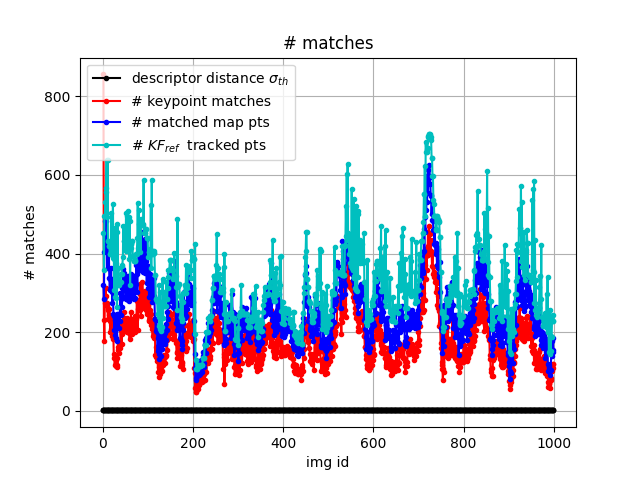 # matches
descriptor distance σth
# keypoint matches
# matched map pts
# KFref tracked pts
# matches
800
600
400
200
0
0 200 400 600 800 1000
img id